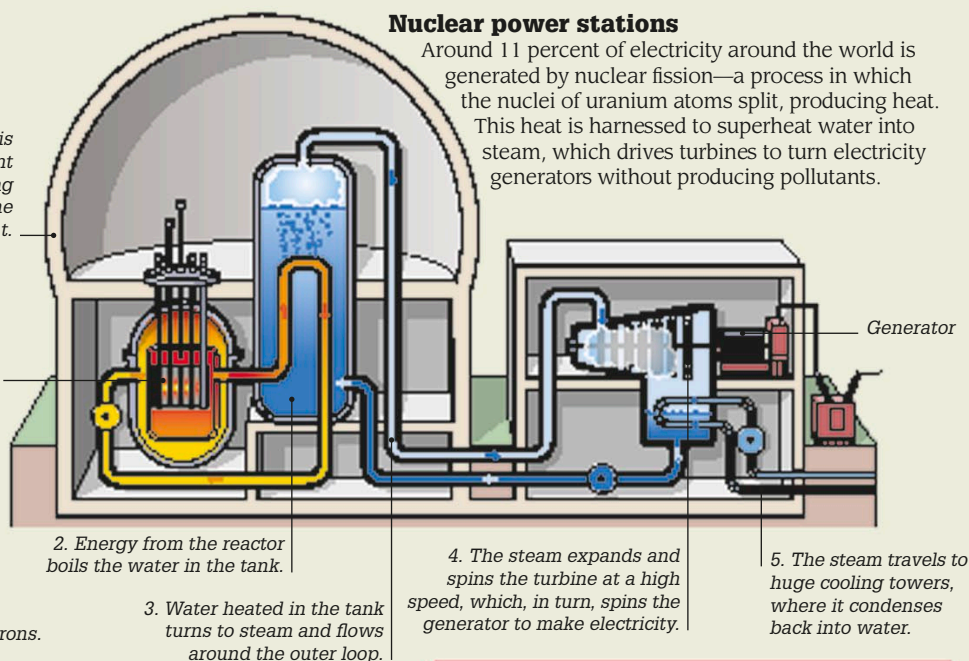 Nuclear power stations
Around 11 percent of electricity around the world is
generated by nuclear fission—a process in which
the nuclei of uranium atoms split, producing heat.
This heat is harnessed to superheat water into
steam, which drives turbines to turn electricity
generators without producing pollutants.
is
t.
Generator
2. Energy from the reactor
boils the water in the tank.
3. Water heated in the tank
turns to steam and flows
around the outer loop.
4. The steam expands and
spins the turbine at a high
speed, which, in turn, spins the
generator to make electricity.
5. The steam travels to
huge cooling towers,
where it condenses
back into water.
rons.